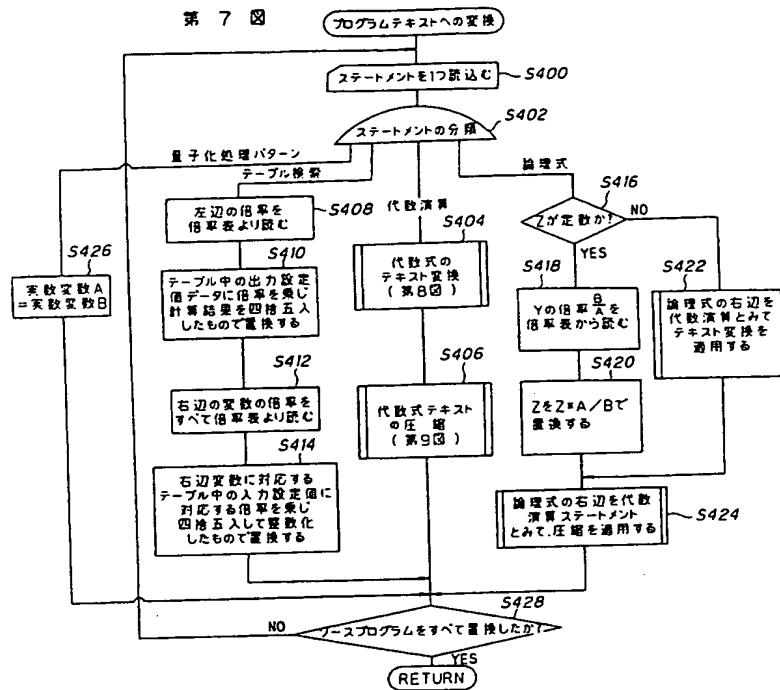 第 7 図
プログラムテキストへの変換
ステートメントを1つ読込む
S400
S402
ステートメントの分類
量子化処理パターン
テーブル検索
代数演算
論理式
S426
実数変数A
=実数変数B
S408
左辺の倍率を
倍率表より読む
S410
テーブル中の出力設定
値データに倍率を乗じ
計算結果を四捨五入
したもので置換する
S412
右辺の変数の倍率を
すべて倍率表より読む
S414
右辺変数に対応する
テーブル中の入力設定値に
対応する倍率を乗じ
四捨五入して整数化
したもので置換する
S404
代数式の
テキスト変換
(第8図)
S406
代数式テキスト
の圧縮
(第9図)
S416
Zが定数か?
NO
YES
S418
Yの倍率B/Aを
倍率表から読む
S420
ZをZ*A/Bで
置換する
S422
論理式の右辺を
代数演算とみて
テキスト変換を
適用する
論理式の右辺を代数
演算ステートメント
とみて、圧縮を適用する
S424
S428
ソースプログラムをすべて置換したか?
NO
YES
RETURN